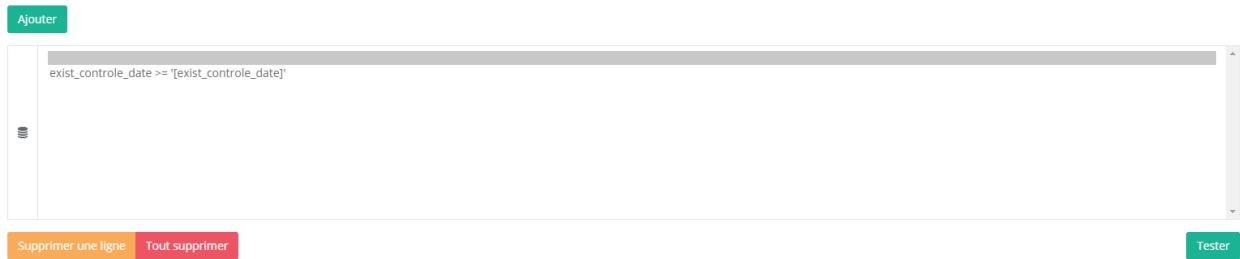 Ajouter
exist_controle_date >= '[exist_controle_date]'
Supprimer une ligne Tout supprimer Tester